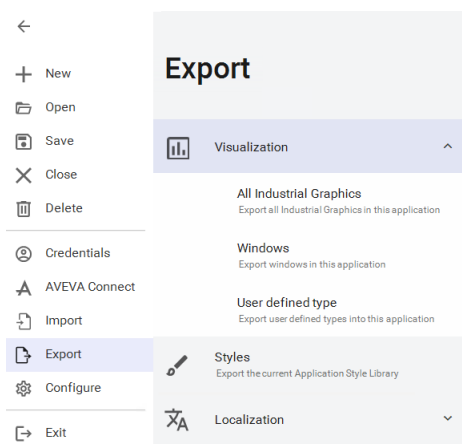 New
Open
Save
Close
Delete
Credentials
AVEVA Connect
Import
Export
Configure
Exit
Export
Visualization
All Industrial Graphics
Export all Industrial Graphics in this application
Windows
Export windows in this application
User defined type
Export user defined types into this application
Styles
Export the current Application Style Library
Localization